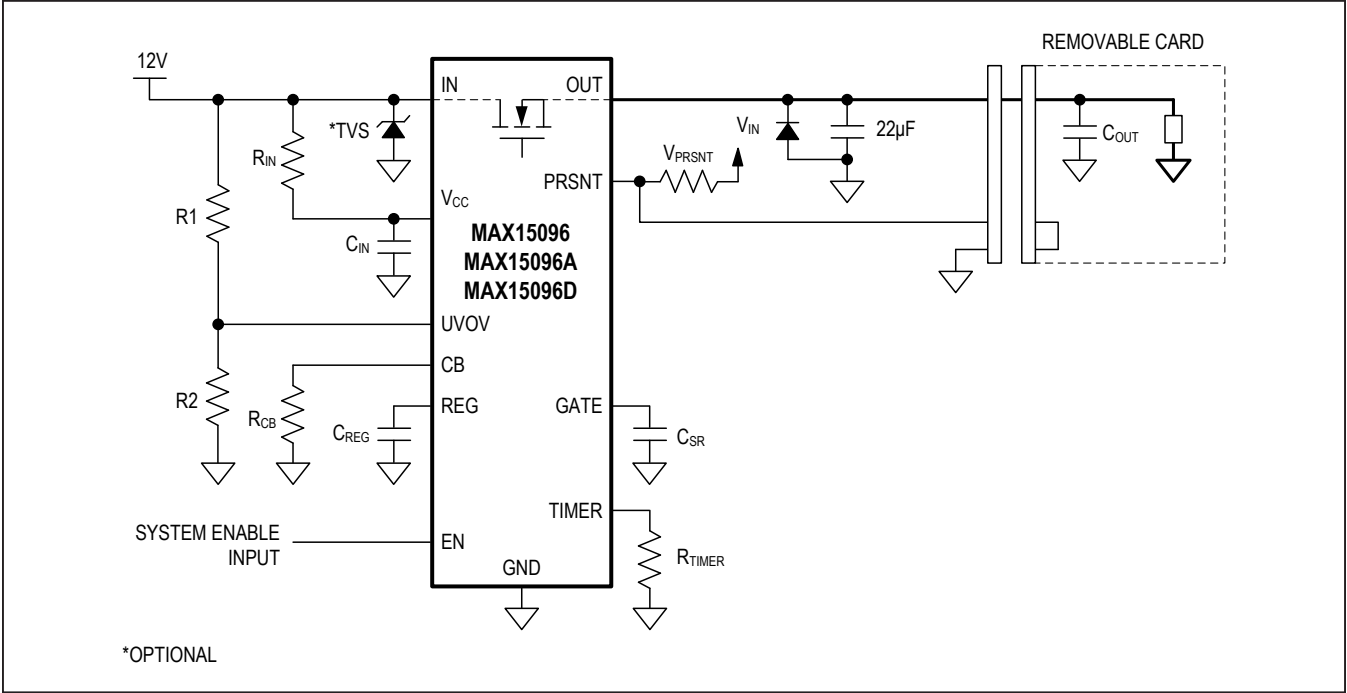 REMOVABLE CARD
12V
IN
OUT
*TVS
VIN
22µF
COUT
RIN
VPRSNT
PRSNT
VCC
R1
CIN
MAX15096
MAX15096A
MAX15096D
UVOV
CB
R2
RCB
REG
CREG
GATE
CSR
TIMER
SYSTEM ENABLE
INPUT
EN
RTIMER
GND
*OPTIONAL